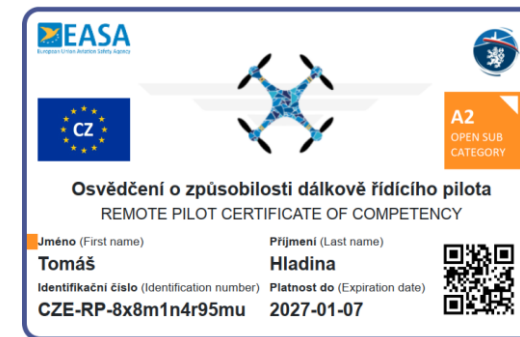 EASA
European Union Aviation Safety Agency
CZ
A2
OPEN SUB
CATEGORY
Osvědčení o způsobilosti dálkově řídícího pilota
REMOTE PILOT CERTIFICATE OF COMPETENCY
Jméno (First name) Příjmení (Last name)
Tomáš Hladina
Identifikační číslo (Identification number) Platnost do (Expiration date)
CZE-RP-8x8m1n4r95mu 2027-01-07